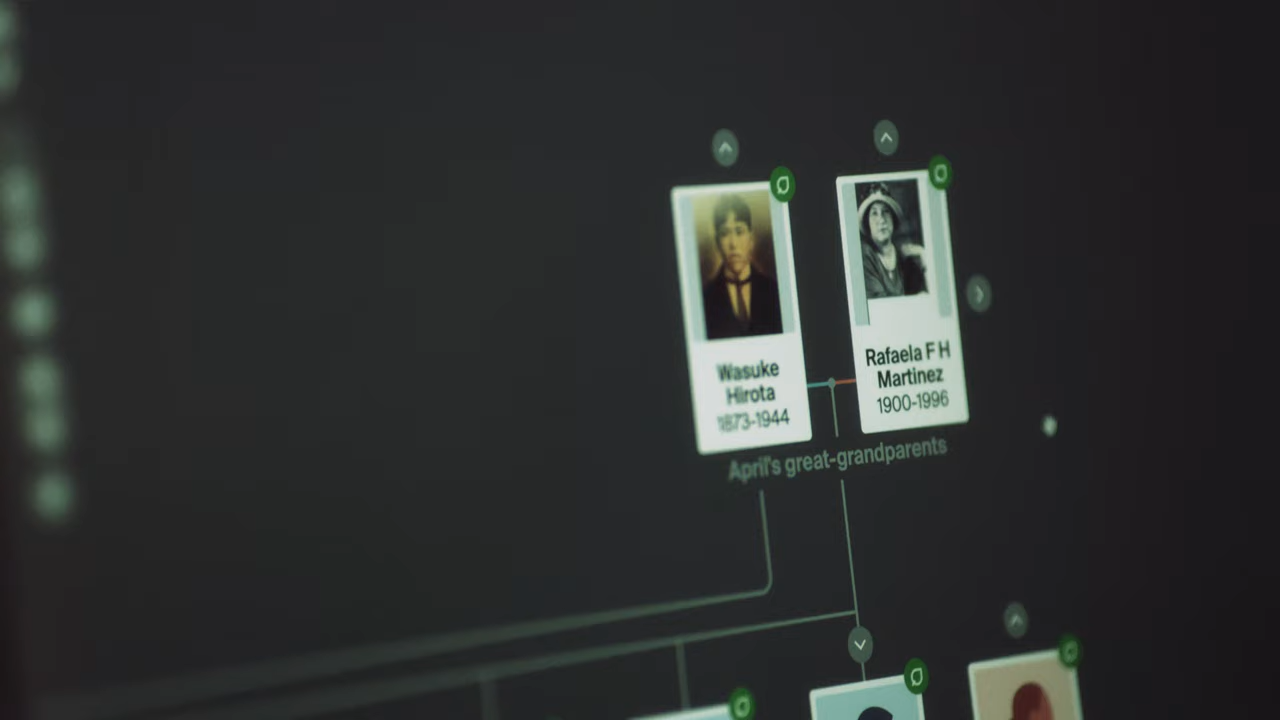 Wasuke
Hirota
1873-1944
Rafaela F H
Martinez
1900-1996
April's great-grandparents